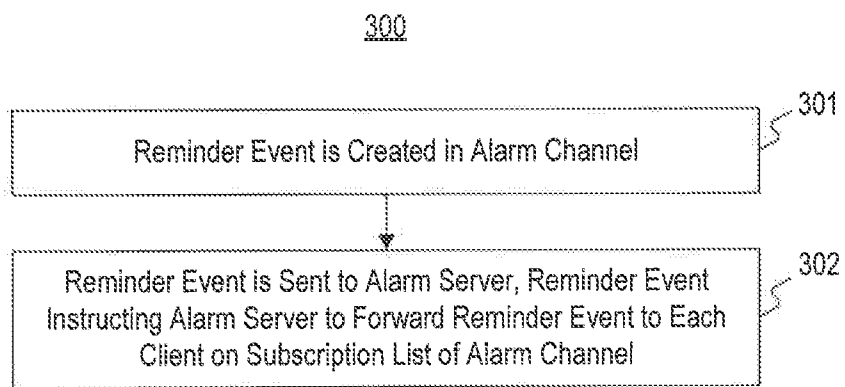 300
301
Reminder Event is Created in Alarm Channel
302
Reminder Event is Sent to Alarm Server, Reminder Event
Instructing Alarm Server to Forward Reminder Event to Each
Client on Subscription List of Alarm Channel